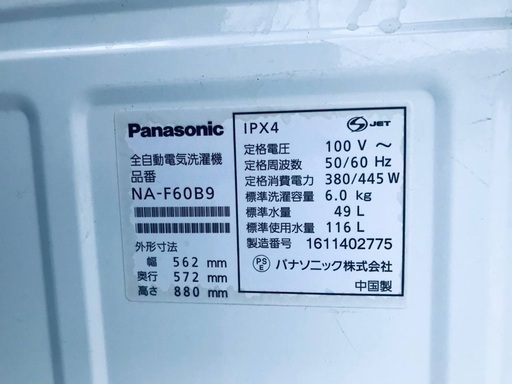 Panasonic
全自動電気洗濯機
品番
NA-F60B9
外形寸法
幅 562 mm
奥行 572 mm
高さ 880 mm
IPX4
S JET
定格電圧 100 V ～
定格周波数 50/60 Hz
定格消費電力 380/445 W
標準洗濯容量 6.0 kg
標準水量 49 L
標準使用水量 116 L
製造番号 1611402775
PS E パナソニック株式会社
中国製